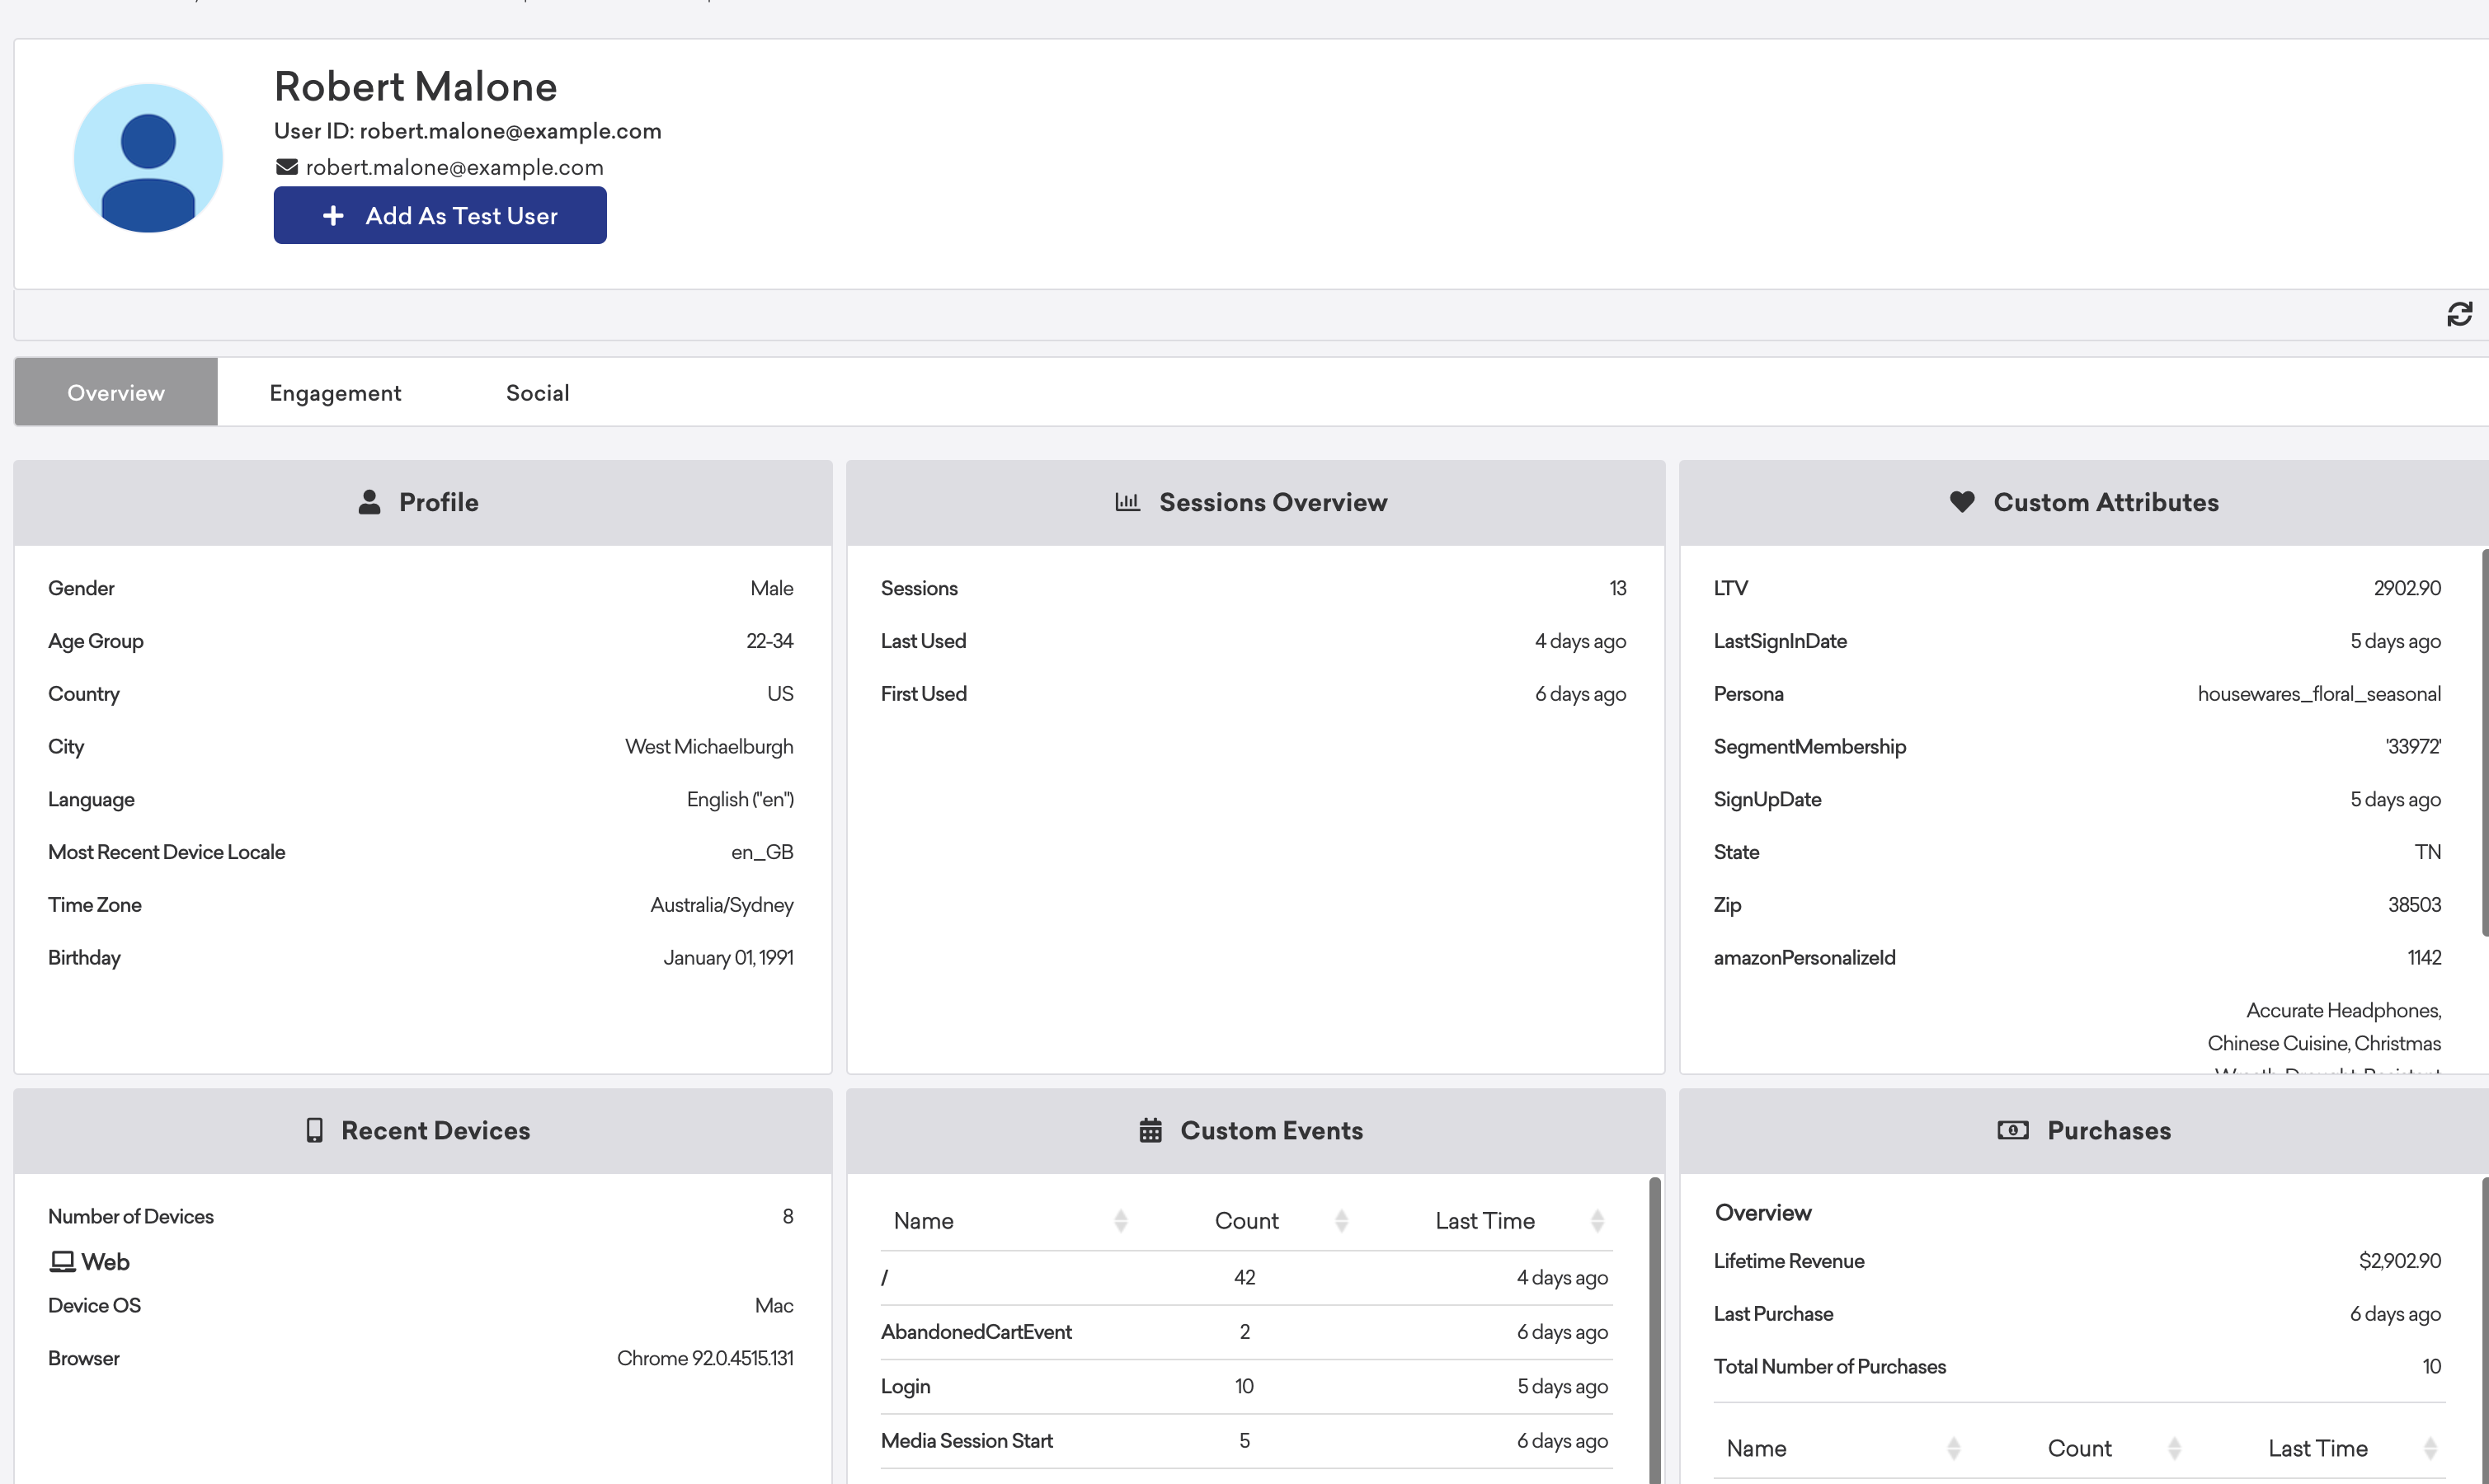 Robert Malone
User ID: robert.malone@example.com
robert.malone@example.com
+ Add As Test User
Overview Engagement Social
Profile
Gender Male
Age Group 22-34
Country US
City West Michaelburgh
Language English ("en")
Most Recent Device Locale en_GB
Time Zone Australia/Sydney
Birthday January 01, 1991
Sessions Overview
Sessions 13
Last Used 4 days ago
First Used 6 days ago
Custom Attributes
LTV 2902.90
LastSignInDate 5 days ago
Persona housewares_floral_seasonal
SegmentMembership '33972'
SignUpDate 5 days ago
State TN
Zip 38503
amazonPersonalizeId 1142
Accurate Headphones,
Chinese Cuisine, Christmas
Recent Devices
Number of Devices 8
Web
Device OS Mac
Browser Chrome 92.0.4515.131
Custom Events
Name Count Last Time
/ 42 4 days ago
AbandonedCartEvent 2 6 days ago
Login 10 5 days ago
Media Session Start 5 6 days ago
Purchases
Overview
Lifetime Revenue $2,902.90
Last Purchase 6 days ago
Total Number of Purchases 10
Name Count Last Time